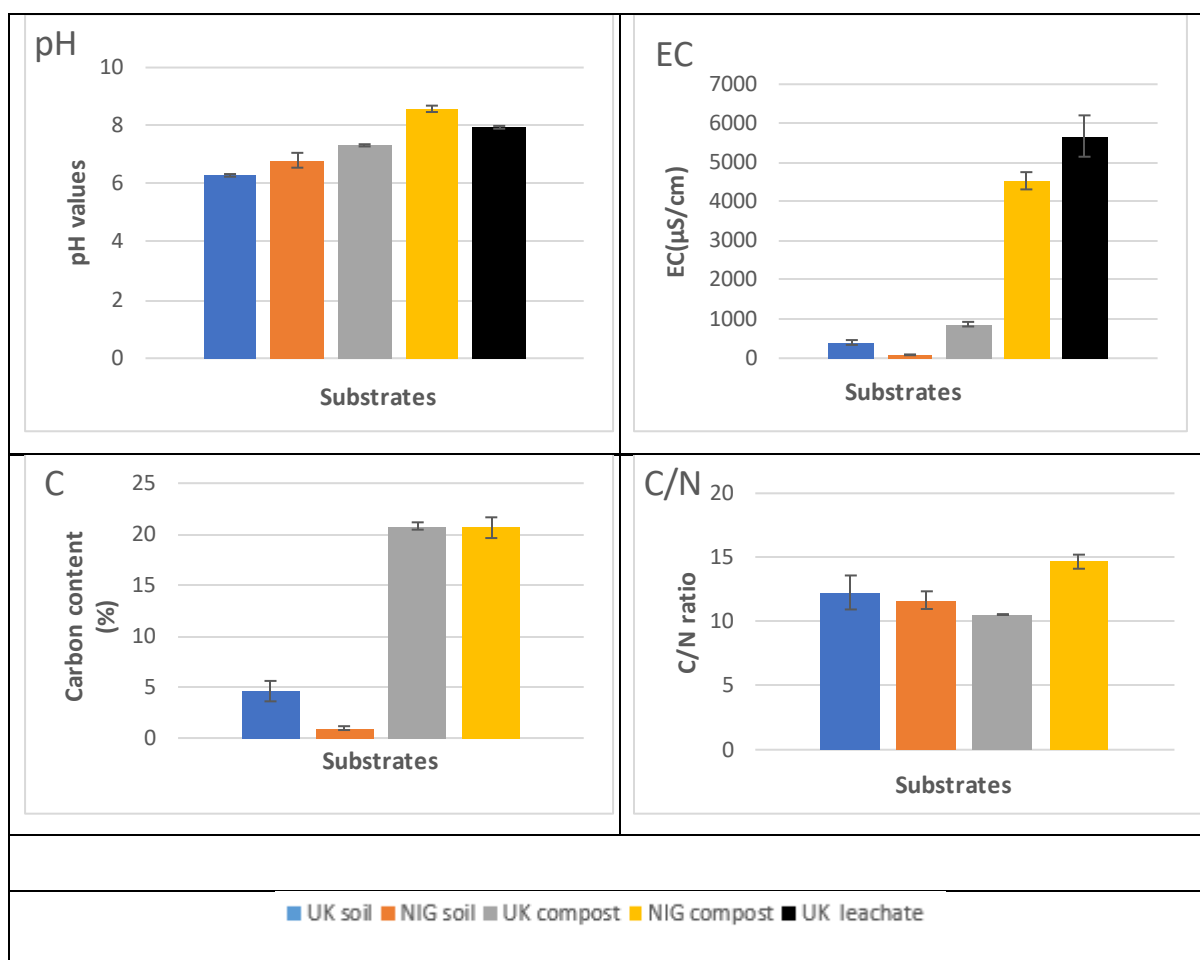 pH
pH values
10
8
6
4
2
0
Substrates
EC
EC(µS/cm)
7000
6000
5000
4000
3000
2000
1000
0
Substrates
C
Carbon content
(%)
25
20
15
10
5
0
Substrates
C/N
C/N ratio
20
15
10
5
0
Substrates
UK soil NIG soil UK compost NIG compost UK leachate